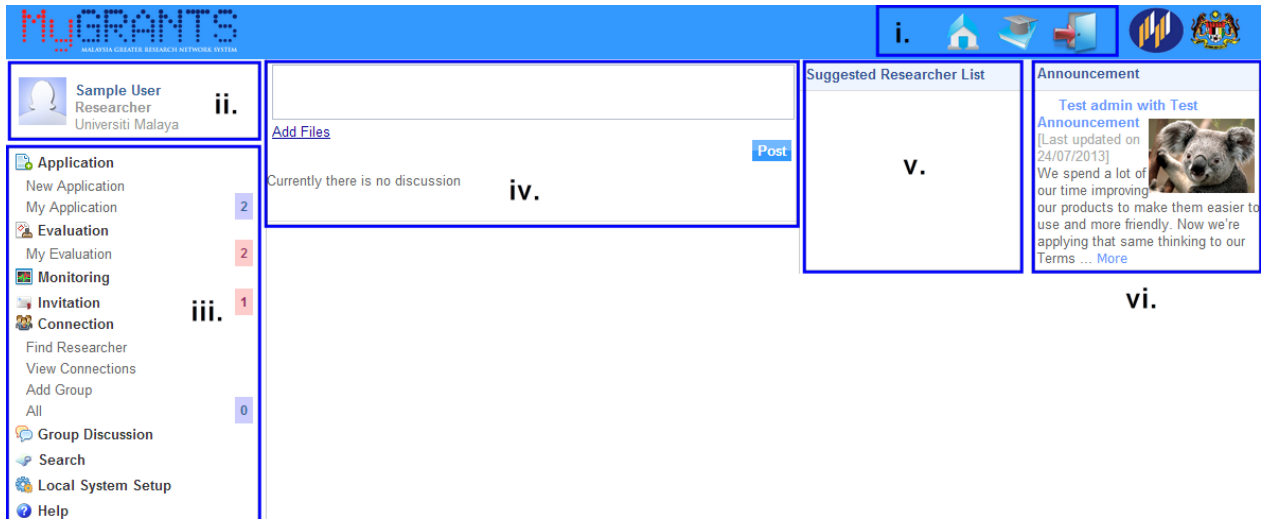 MyGRANTS
MALAYSIA GREATER RESEARCH NETWORK SYSTEM
i.
Sample User
Researcher
Universiti Malaya
ii.
Application
New Application
My Application 2
Evaluation
My Evaluation 2
Monitoring
Invitation 1
iii.
Connection
Find Researcher
View Connections
Add Group
All 0
Group Discussion
Search
Local System Setup
Help
Add Files
Post
Currently there is no discussion
iv.
Suggested Researcher List
v.
Announcement
Test admin with Test
Announcement
[Last updated on
24/07/2013]
We spend a lot of
our time improving
our products to make them easier to
use and more friendly. Now we're
applying that same thinking to our
Terms ... More
vi.